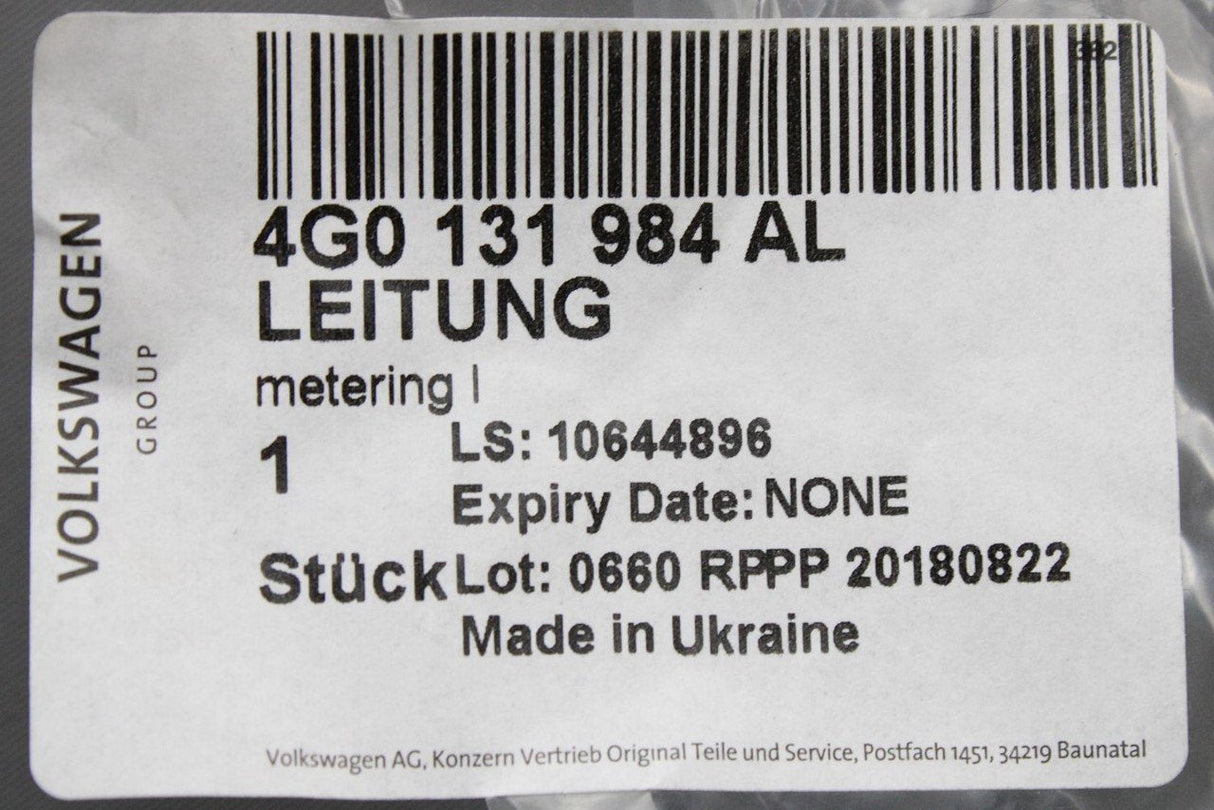 VOLKSWAGEN
GROUP
4G0 131 984 AL
LEITUNG
metering l
1
LS: 10644896
Expiry Date: NONE
Stück Lot: 0660 RPPP 20180822
Made in Ukraine
Volkswagen AG, Konzern Vertrieb Original Teile und Service, Postfach 1451, 34219 Baunatal